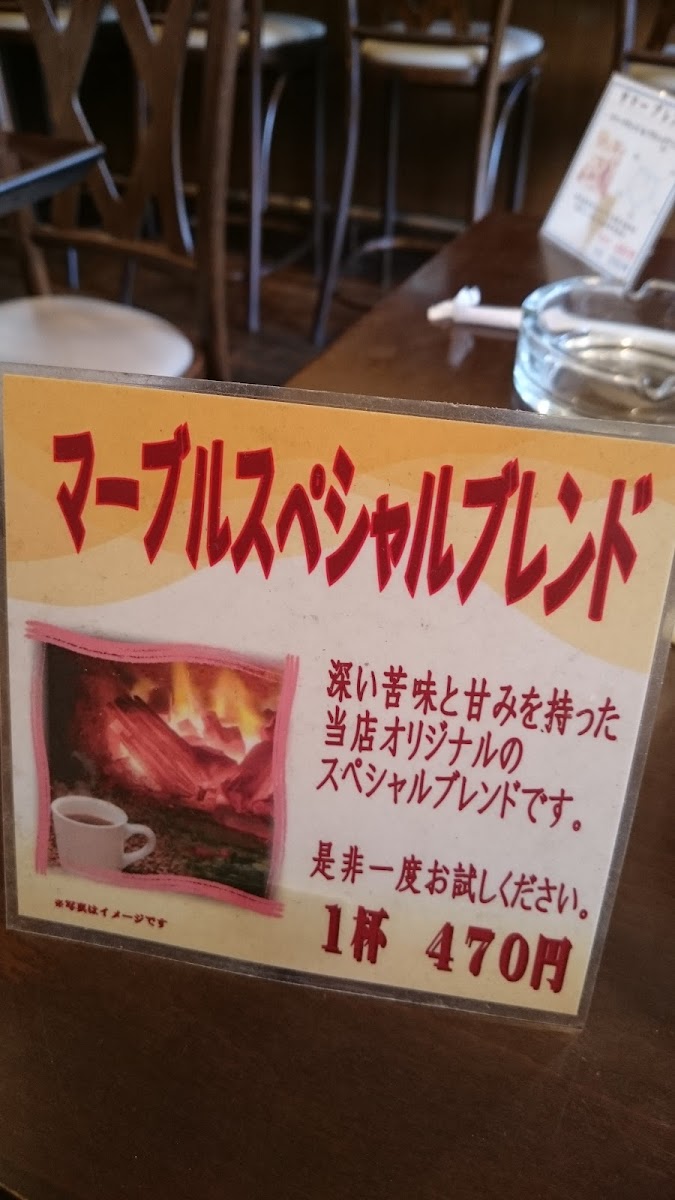 マーブルスペシャルブレンド
深い苦味と甘みを持った
当店オリジナルの
スペシャルブレンドです。
是非一度お試しください。
1杯 470円
※写真はイメージです